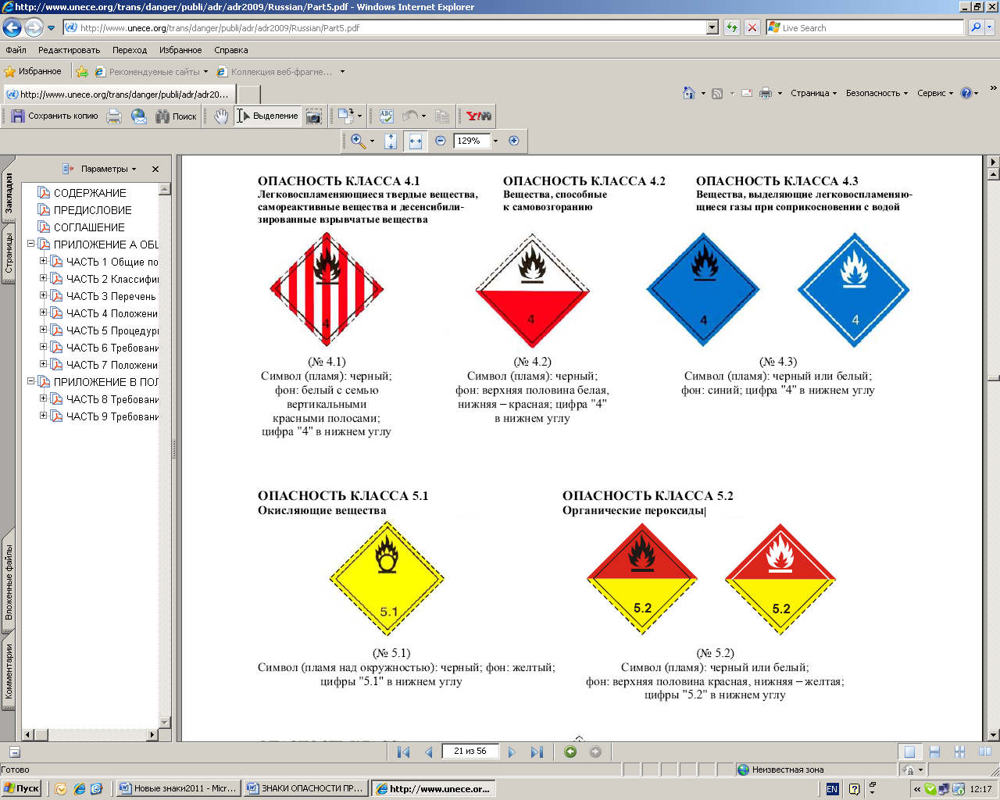 http://www.unece.org/trans/danger/publi/adr/adr2009/Russian/Part5.pdf - Windows Internet Explorer
http://www.unece.org/trans/danger/publi/adr/adr2009/Russian/Part5.pdf
Live Search
Файл Редактировать Переход Избранное Справка
Избранное Рекомендуемые сайты Коллекция веб-фрагме...
http://www.unece.org/trans/danger/publi/adr/adr20...
Страница Безопасность Сервис
Сохранить копию Поиск Выделение
129%
Закладки
Страницы
Вложенные файлы
Комментарии
Параметры
СОДЕРЖАНИЕ
ПРЕДИСЛОВИЕ
СОГЛАШЕНИЕ
ПРИЛОЖЕНИЕ А ОБЩ
ЧАСТЬ 1 Общие по
ЧАСТЬ 2 Классифи
ЧАСТЬ 3 Перечень
ЧАСТЬ 4 Положени
ЧАСТЬ 5 Процедур
ЧАСТЬ 6 Требовани
ЧАСТЬ 7 Положени
ПРИЛОЖЕНИЕ В ПОЛ
ЧАСТЬ 8 Требовани
ЧАСТЬ 9 Требовани
ОПАСНОСТЬ КЛАССА 4.1
Легковоспламеняющиеся твердые вещества,
самореактивные вещества и десенсибили-
зированные взрывчатые вещества
4
(№ 4.1)
Символ (пламя): черный;
фон: белый с семью
вертикальными
красными полосами;
цифра "4" в нижнем углу
ОПАСНОСТЬ КЛАССА 4.2
Вещества, способные
к самовозгоранию
4
(№ 4.2)
Символ (пламя): черный;
фон: верхняя половина белая,
нижняя – красная; цифра "4"
в нижнем углу
ОПАСНОСТЬ КЛАССА 4.3
Вещества, выделяющие легковоспламеняю-
щиеся газы при соприкосновении с водой
4
4
(№ 4.3)
Символ (пламя): черный или белый;
фон: синий; цифра "4" в нижнем углу
ОПАСНОСТЬ КЛАССА 5.1
Окисляющие вещества
5.1
(№ 5.1)
Символ (пламя над окружностью): черный; фон: желтый;
цифры "5.1" в нижнем углу
ОПАСНОСТЬ КЛАССА 5.2
Органические пероксиды
5.2
5.2
(№ 5.2)
Символ (пламя): черный или белый;
фон: верхняя половина красная, нижняя – желтая;
цифры "5.2" в нижнем углу
21 из 56
Готово
Неизвестная зона
Пуск
Новые знаки2011 - Micr...
ЗНАКИ ОПАСНОСТИ ПР...
http://www.unece.or...
EN
12:17